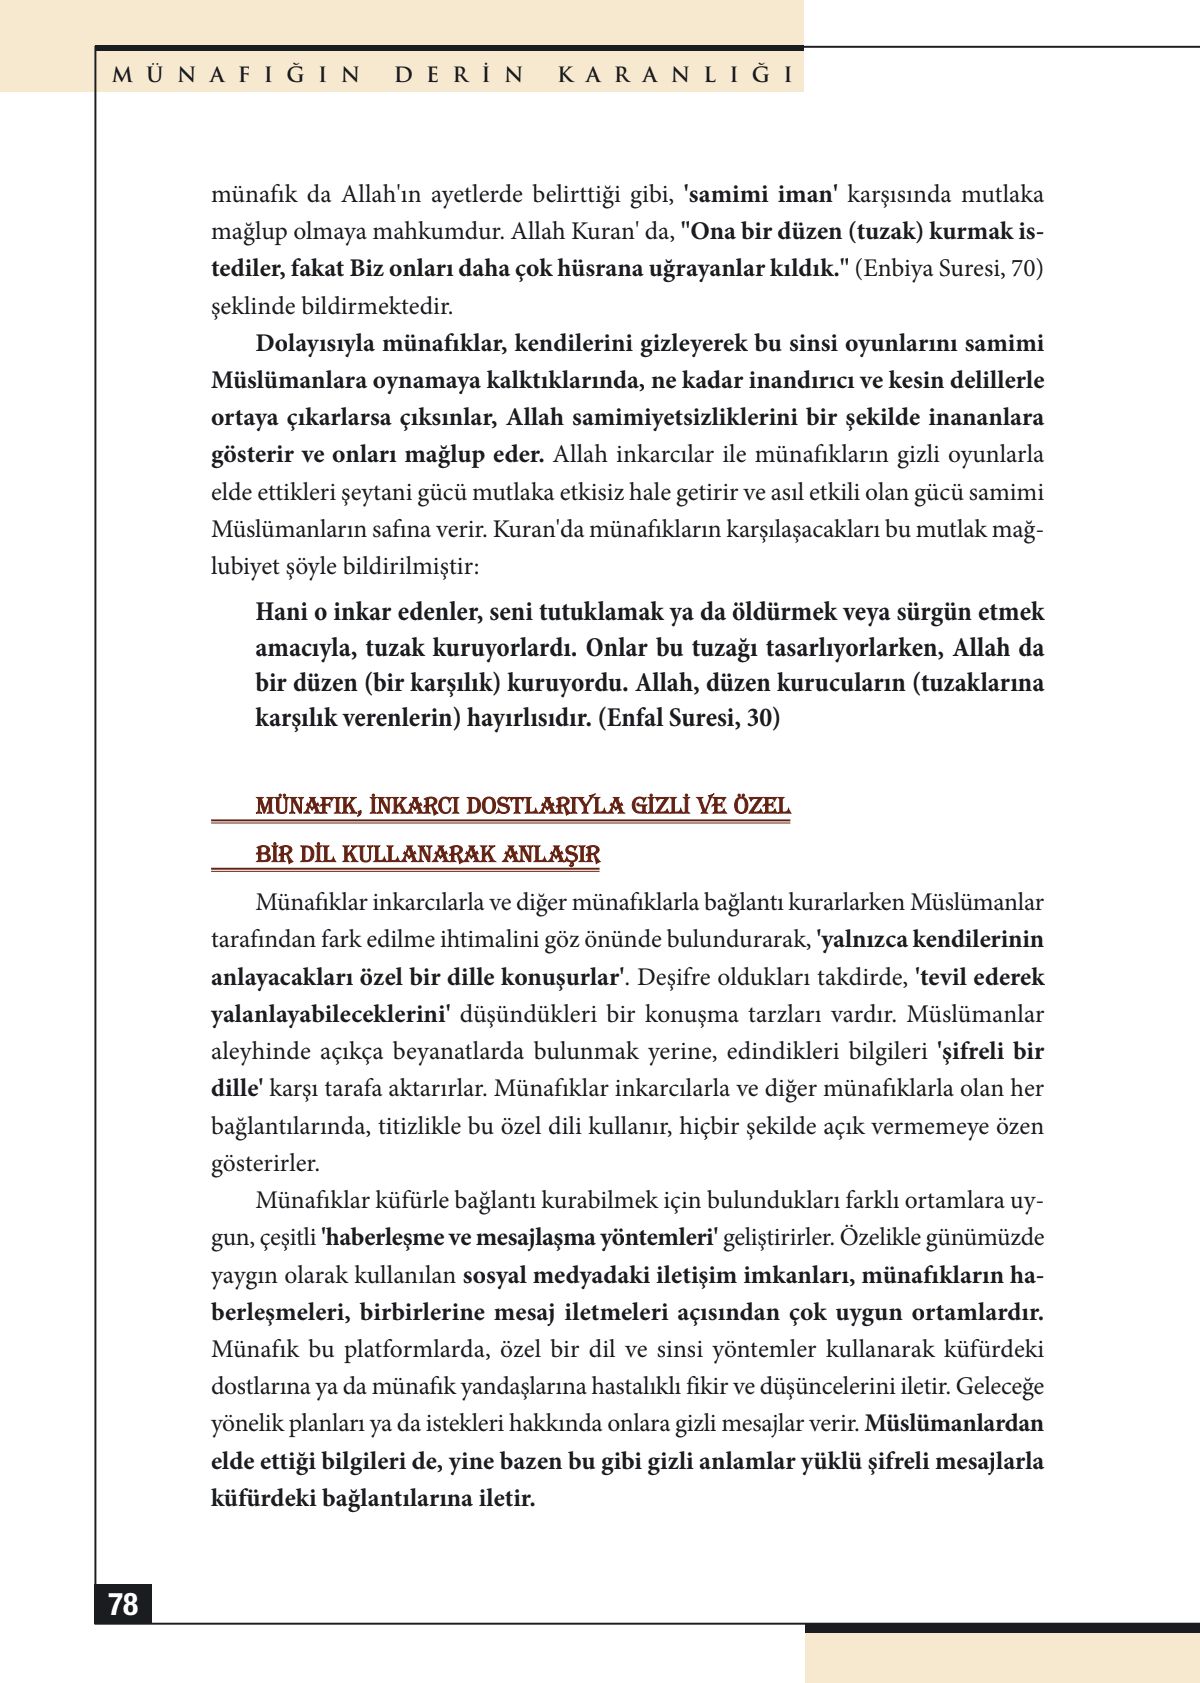 MÜNAFIĞIN DERİN KARANLIĞI
münafık da Allah'ın ayetlerde belirttiği gibi, 'samimi iman' karşısında mutlaka
mağlup olmaya mahkumdur. Allah Kuran' da, "Ona bir düzen (tuzak) kurmak is-
tediler, fakat Biz onları daha çok hüsrana uğrayanlar kıldık." (Enbiya Suresi, 70)
şeklinde bildirmektedir.
Dolayısıyla münafıklar, kendilerini gizleyerek bu sinsi oyunlarını samimi
Müslümanlara oynamaya kalktıklarında, ne kadar inandırıcı ve kesin delillerle
ortaya çıkarlarsa çıksınlar, Allah samimiyetsizliklerini bir şekilde inananlara
gösterir ve onları mağlup eder. Allah inkarcılar ile münafıkların gizli oyunlarla
elde ettikleri şeytani gücü mutlaka etkisiz hale getirir ve asıl etkili olan gücü samimi
Müslümanların safına verir. Kuran'da münafıkların karşılaşacakları bu mutlak mağ-
lubiyet şöyle bildirilmiştir:
Hani o inkar edenler, seni tutuklamak ya da öldürmek veya sürgün etmek
amacıyla, tuzak kuruyorlardı. Onlar bu tuzağı tasarlıyorlarken, Allah da
bir düzen (bir karşılık) kuruyordu. Allah, düzen kurucuların (tuzaklarına
karşılık verenlerin) hayırlısıdır. (Enfal Suresi, 30)
MÜNAFIK, İNKARCI DOSTLARIYLA GİZLİ VE ÖZEL
BİR DİL KULLANARAK ANLAŞIR
Münafıklar inkarcılarla ve diğer münafıklarla bağlantı kurarlarken Müslümanlar
tarafından fark edilme ihtimalini göz önünde bulundurarak, 'yalnızca kendilerinin
anlayacakları özel bir dille konuşurlar'. Deşifre oldukları takdirde, 'tevil ederek
yalanlayabileceklerini' düşündükleri bir konuşma tarzları vardır. Müslümanlar
aleyhinde açıkça beyanatlarda bulunmak yerine, edindikleri bilgileri 'şifreli bir
dille' karşı tarafa aktarırlar. Münafıklar inkarcılarla ve diğer münafıklarla olan her
bağlantılarında, titizlikle bu özel dili kullanır, hiçbir şekilde açık vermemeye özen
gösterirler.
Münafıklar küfürle bağlantı kurabilmek için bulundukları farklı ortamlara uy-
gun, çeşitli 'haberleşme ve mesajlaşma yöntemleri' geliştirirler. Özelikle günümüzde
yaygın olarak kullanılan sosyal medyadaki iletişim imkanları, münafıkların ha-
berleşmeleri, birbirlerine mesaj iletmeleri açısından çok uygun ortamlardır.
Münafık bu platformlarda, özel bir dil ve sinsi yöntemler kullanarak küfürdeki
dostlarına ya da münafık yandaşlarına hastalıklı fikir ve düşüncelerini iletir. Geleceğe
yönelik planları ya da istekleri hakkında onlara gizli mesajlar verir. Müslümanlardan
elde ettiği bilgileri de, yine bazen bu gibi gizli anlamlar yüklü şifreli mesajlarla
küfürdeki bağlantılarına iletir.
78